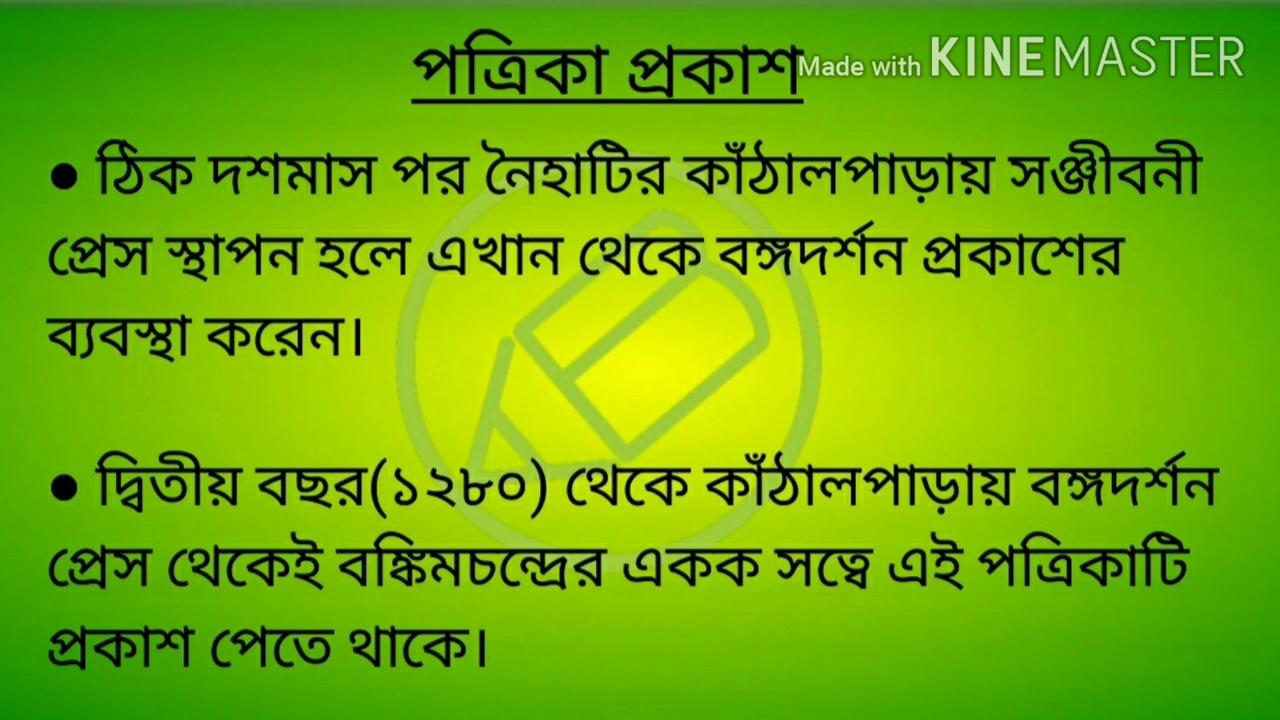 পত্রিকা প্রকাশ
Made with KINEMASTER
● ঠিক দশমাস পর নৈহাটির কাঁঠালপাড়ায় সঞ্জীবনী
প্রেস স্থাপন হলে এখান থেকে বঙ্গদর্শন প্রকাশের
ব্যবস্থা করেন।
● দ্বিতীয় বছর(১২৮০) থেকে কাঁঠালপাড়ায় বঙ্গদর্শন
প্রেস থেকেই বঙ্কিমচন্দ্রের একক সত্বে এই পত্রিকাটি
প্রকাশ পেতে থাকে।